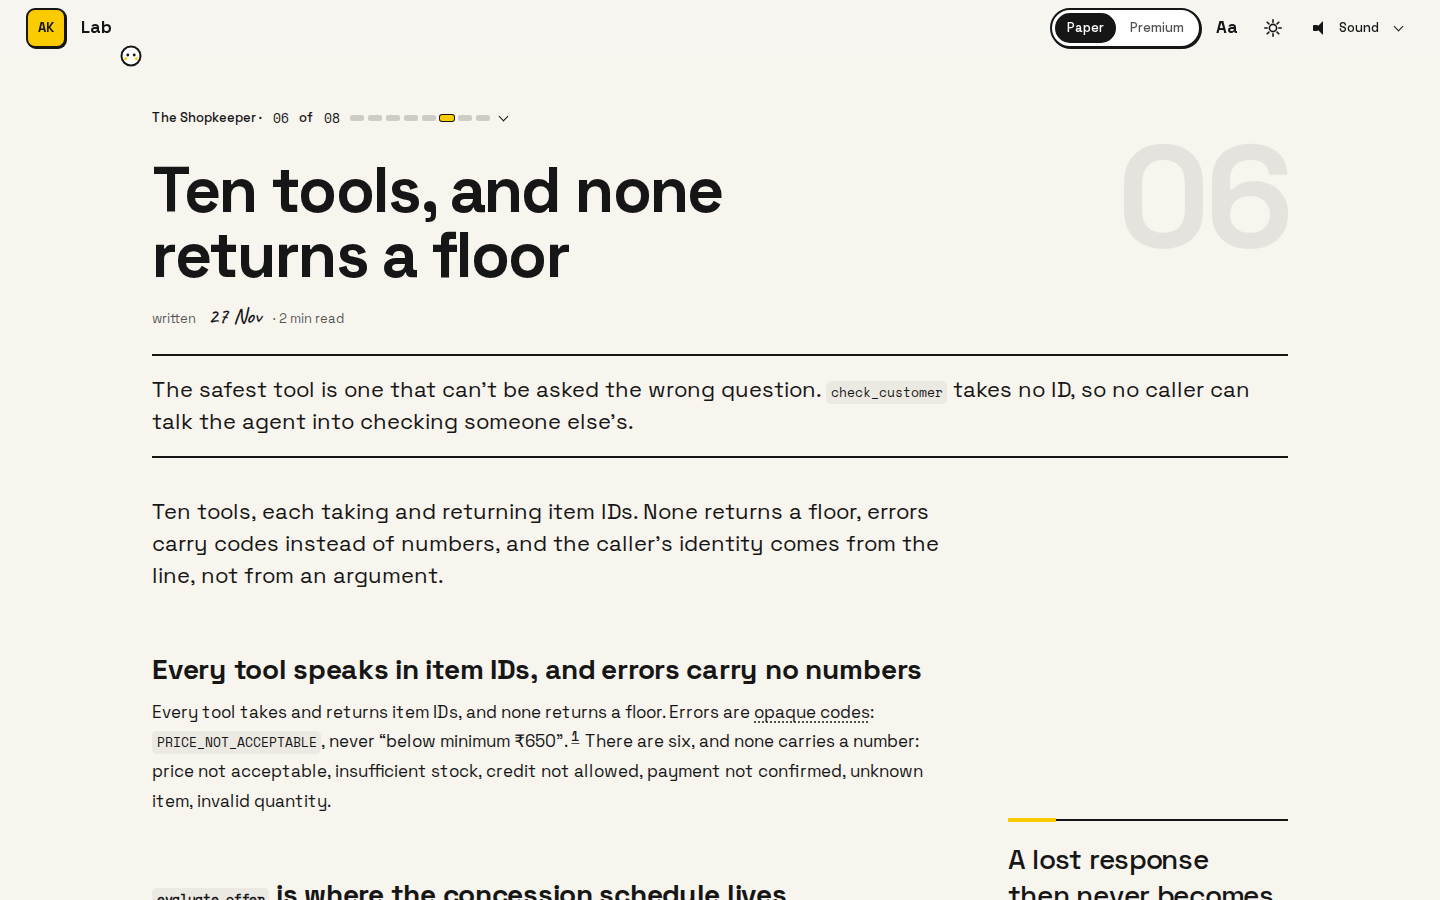 AK Lab
Paper Premium Aa Sound
The Shopkeeper · 06 of 08
06
Ten tools, and none
returns a floor
written 27 Nov · 2 min read
The safest tool is one that can’t be asked the wrong question. check_customer takes no ID, so no caller can
talk the agent into checking someone else’s.
Ten tools, each taking and returning item IDs. None returns a floor, errors
carry codes instead of numbers, and the caller’s identity comes from the
line, not from an argument.
Every tool speaks in item IDs, and errors carry no numbers
Every tool takes and returns item IDs, and none returns a floor. Errors are opaque codes:
PRICE_NOT_ACCEPTABLE, never “below minimum ₹650”. 1 There are six, and none carries a number:
price not acceptable, insufficient stock, credit not allowed, payment not confirmed, unknown
item, invalid quantity.
A lost response
then never becomes
evaluate_offer is where the concession schedule lives